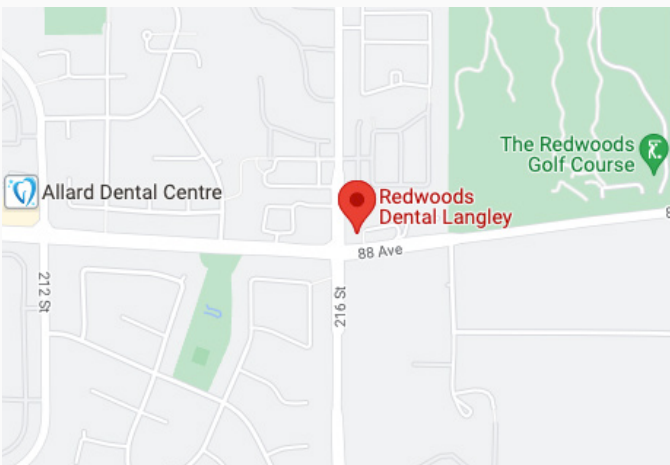 The Redwoods
Golf Course
Allard Dental Centre
Redwoods
Dental Langley
88 Ave
212 St
216 St